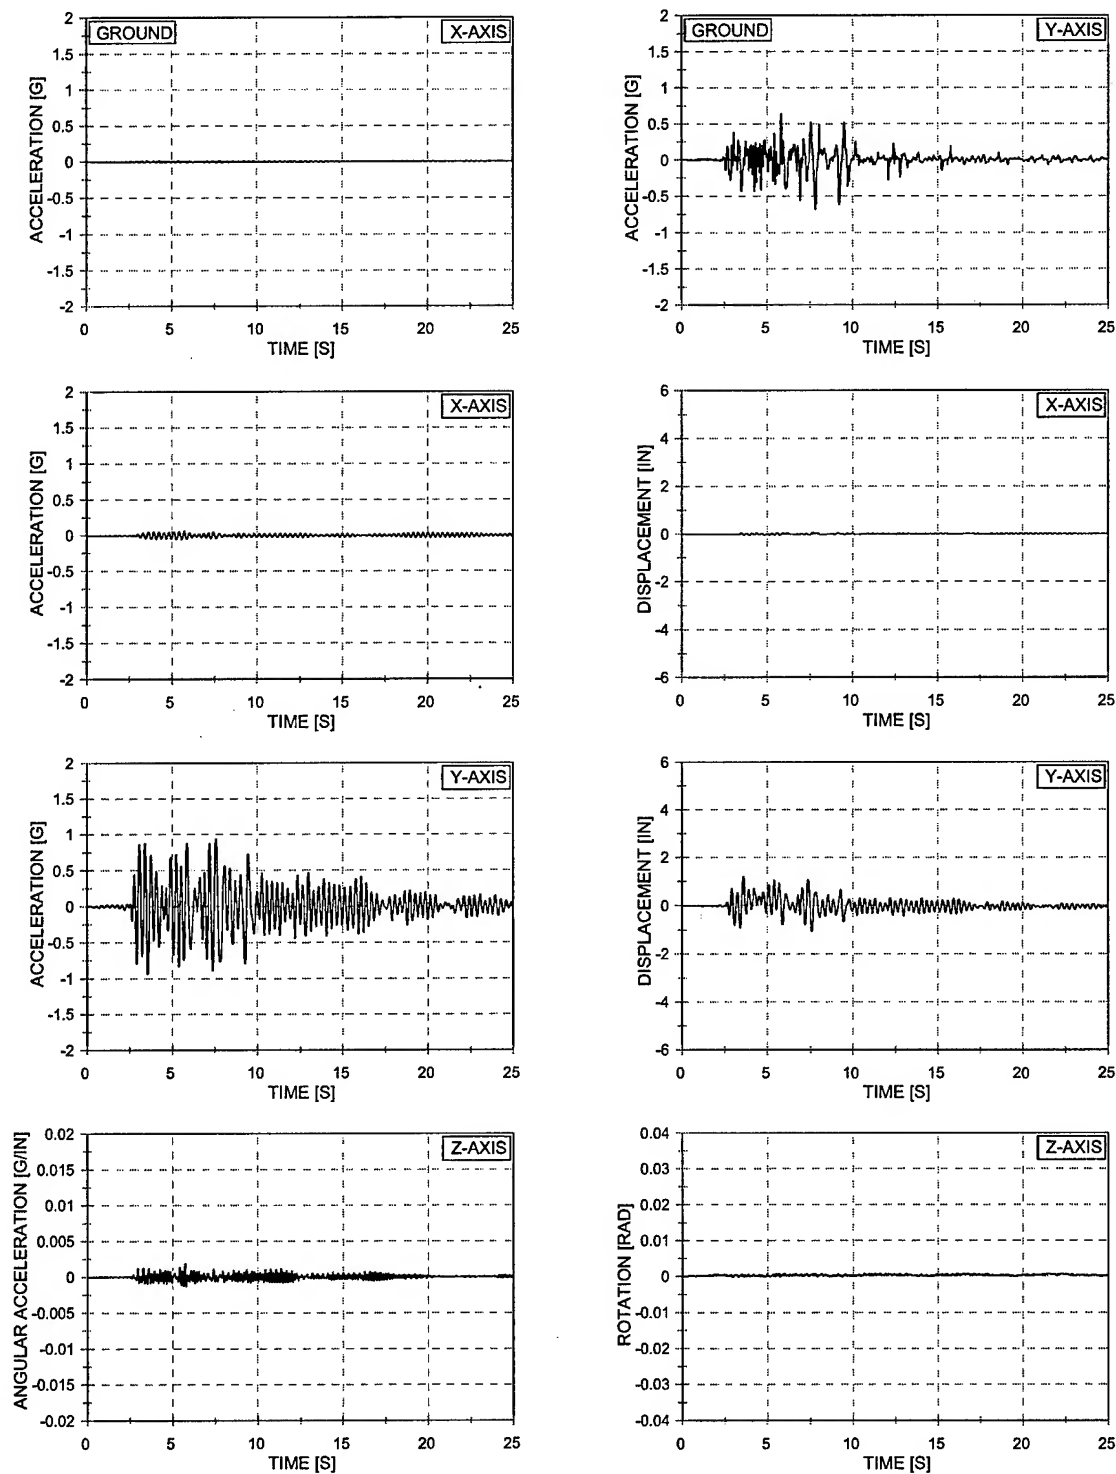 GROUND X-AXIS
ACCELERATION [G]
2
1.5
1
0.5
0
-0.5
-1
-1.5
-2
0 5 10 15 20 25
TIME [S]
GROUND Y-AXIS
ACCELERATION [G]
2
1.5
1
0.5
0
-0.5
-1
-1.5
-2
0 5 10 15 20 25
TIME [S]
X-AXIS
ACCELERATION [G]
2
1.5
1
0.5
0
-0.5
-1
-1.5
-2
0 5 10 15 20 25
TIME [S]
X-AXIS
DISPLACEMENT [IN]
6
4
2
0
-2
-4
-6
0 5 10 15 20 25
TIME [S]
Y-AXIS
ACCELERATION [G]
2
1.5
1
0.5
0
-0.5
-1
-1.5
-2
0 5 10 15 20 25
TIME [S]
Y-AXIS
DISPLACEMENT [IN]
6
4
2
0
-2
-4
-6
0 5 10 15 20 25
TIME [S]
Z-AXIS
ANGULAR ACCELERATION [G/IN]
0.02
0.015
0.01
0.005
0
-0.005
-0.01
-0.015
-0.02
0 5 10 15 20 25
TIME [S]
Z-AXIS
ROTATION [RAD]
0.04
0.03
0.02
0.01
0
-0.01
-0.02
-0.03
-0.04
0 5 10 15 20 25
TIME [S]